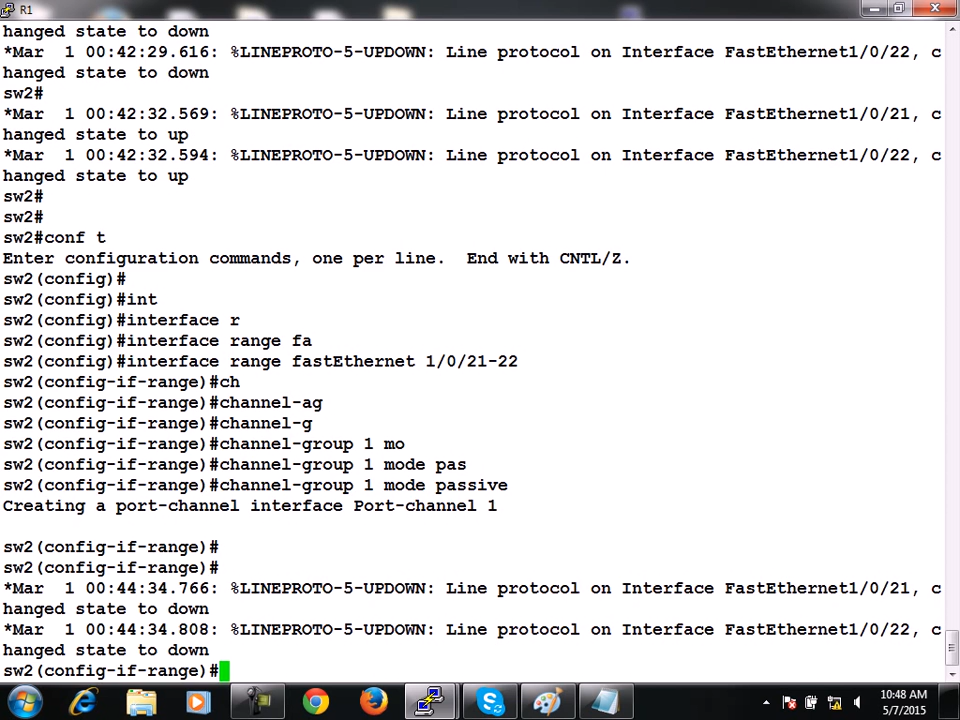 R1
hanged state to down
*Mar  1 00:42:29.616: %LINEPROTO-5-UPDOWN: Line protocol on Interface FastEthernet1/0/22, c
hanged state to down
sw2#
*Mar  1 00:42:32.569: %LINEPROTO-5-UPDOWN: Line protocol on Interface FastEthernet1/0/21, c
hanged state to up
*Mar  1 00:42:32.594: %LINEPROTO-5-UPDOWN: Line protocol on Interface FastEthernet1/0/22, c
hanged state to up
sw2#
sw2#
sw2#conf t
Enter configuration commands, one per line.  End with CNTL/Z.
sw2(config)#
sw2(config)#int
sw2(config)#interface r
sw2(config)#interface range fa
sw2(config)#interface range fastEthernet 1/0/21-22
sw2(config-if-range)#ch
sw2(config-if-range)#channel-ag
sw2(config-if-range)#channel-g
sw2(config-if-range)#channel-group 1 mo
sw2(config-if-range)#channel-group 1 mode pas
sw2(config-if-range)#channel-group 1 mode passive
Creating a port-channel interface Port-channel 1
sw2(config-if-range)#
sw2(config-if-range)#
*Mar  1 00:44:34.766: %LINEPROTO-5-UPDOWN: Line protocol on Interface FastEthernet1/0/21, c
hanged state to down
*Mar  1 00:44:34.808: %LINEPROTO-5-UPDOWN: Line protocol on Interface FastEthernet1/0/22, c
hanged state to down
sw2(config-if-range)#
10:48 AM
5/7/2015